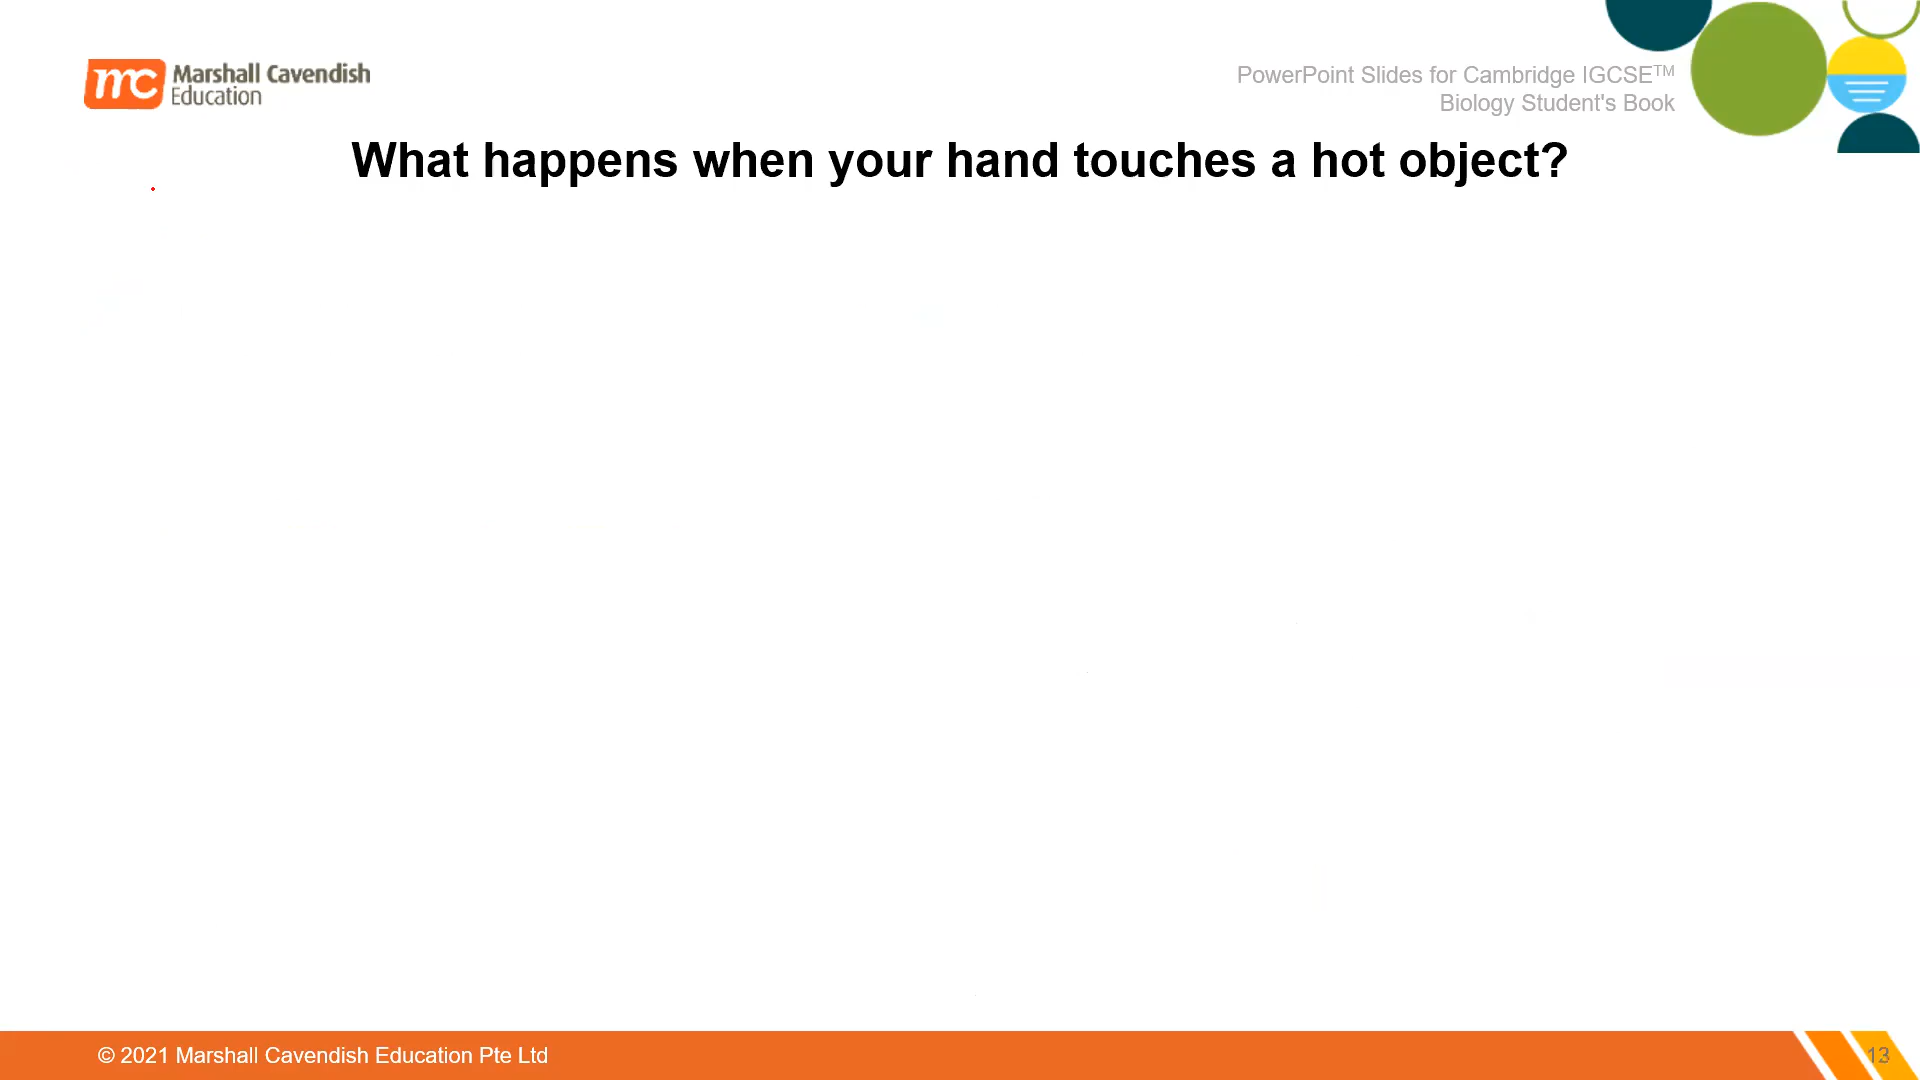 mc Marshall Cavendish
Education
PowerPoint Slides for Cambridge IGCSE™
Biology Student's Book
What happens when your hand touches a hot object?
© 2021 Marshall Cavendish Education Pte Ltd
13